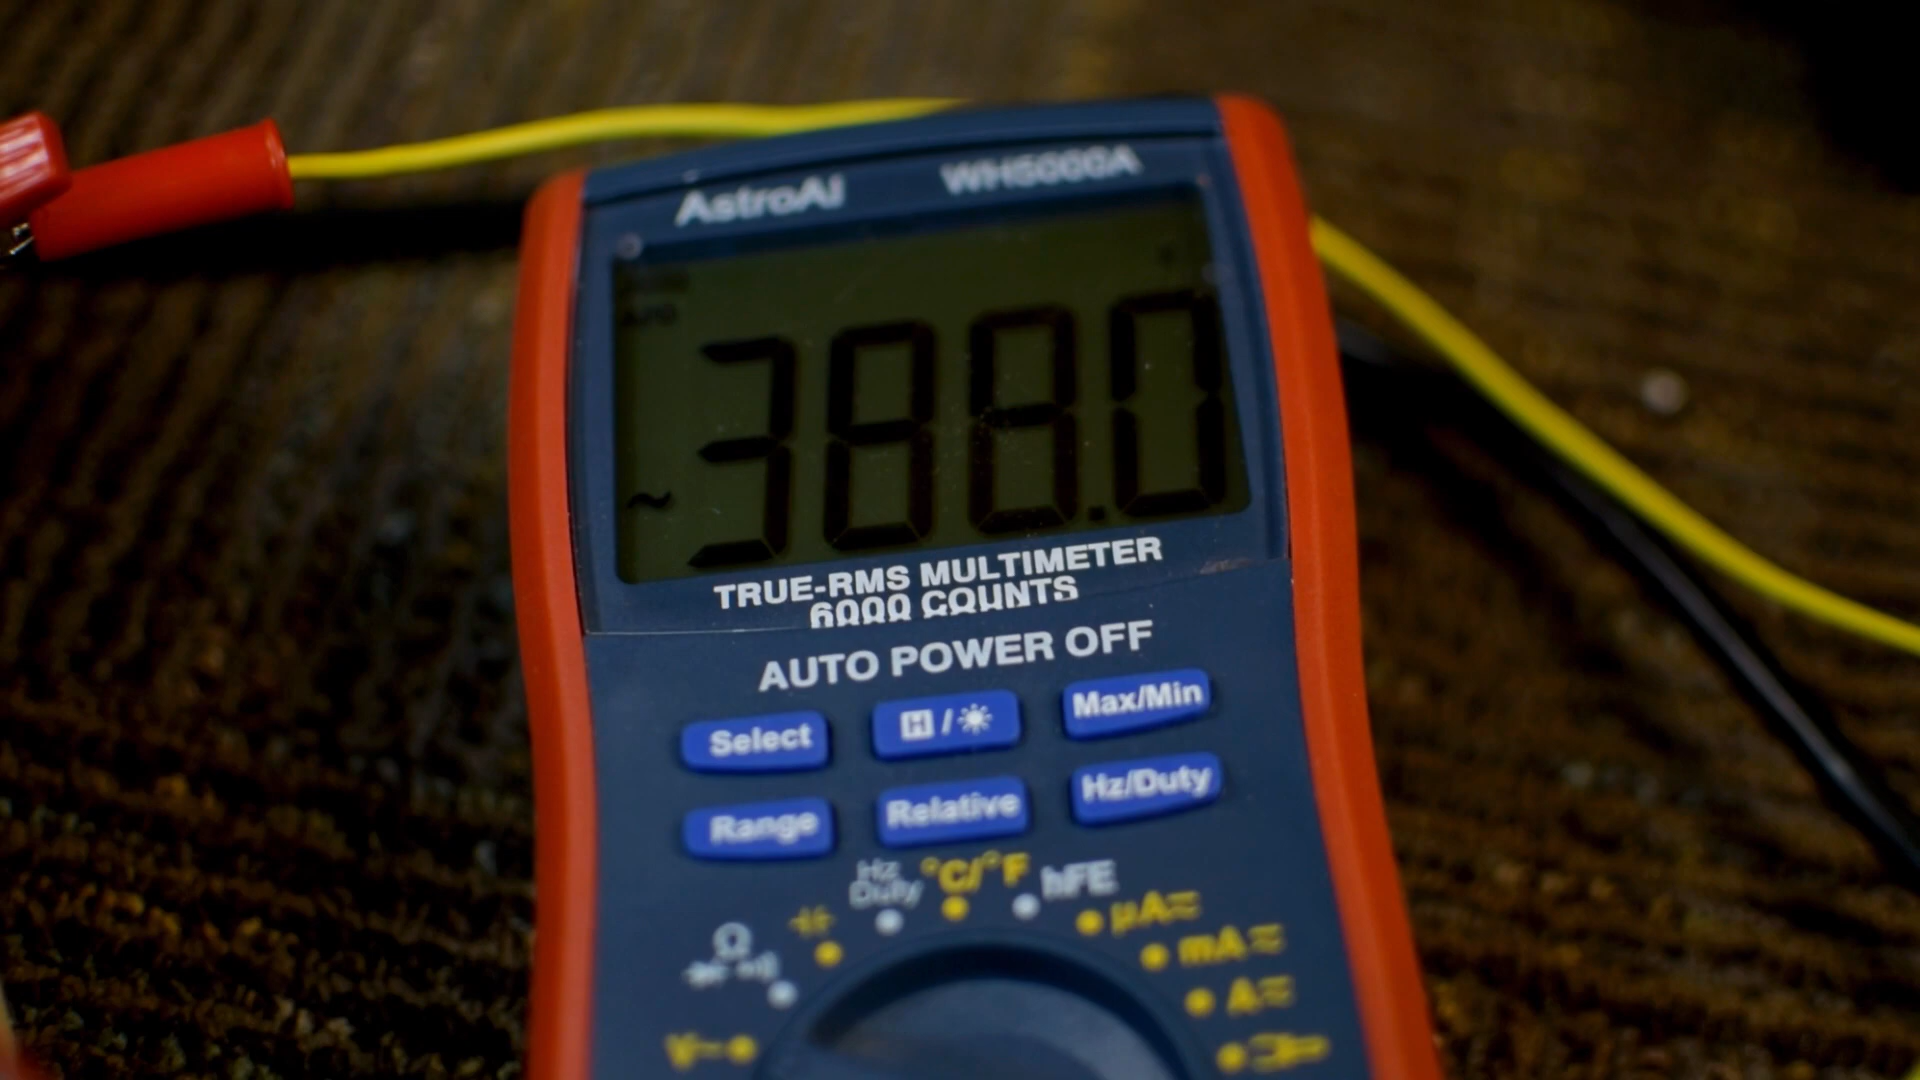 AstroAI WH5000A
APO
~ 388.0
TRUE-RMS MULTIMETER
6000 COUNTS
AUTO POWER OFF
Select H / Max/Min
Range Relative Hz/Duty
Hz
Duty
°C/°F
hFE
µA
mA
A
Ω
V